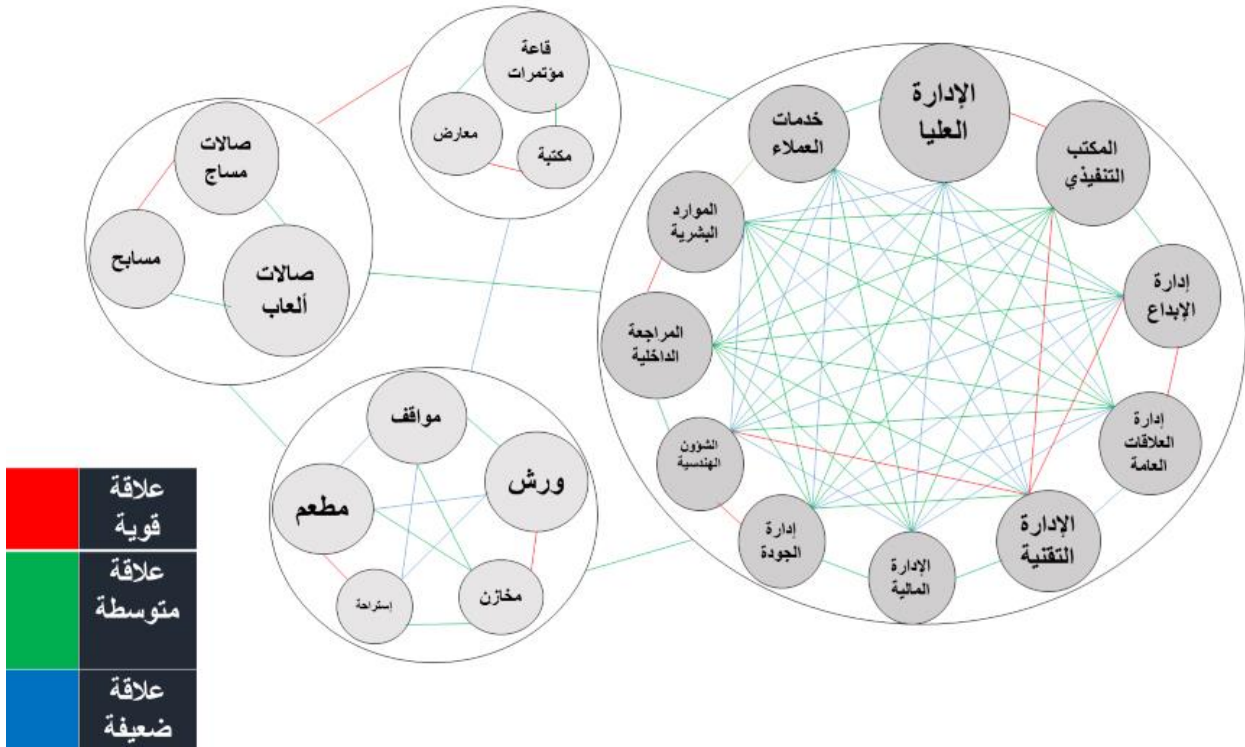 قاعة
مؤتمرات
معارض
مكتبة
صالات
مساج
مسابح
صالات
ألعاب
الإدارة
العليا
المكتب
التنفيذي
خدمات
العملاء
الموارد
البشرية
إدارة
الإبداع
المراجعة
الداخلية
إدارة
العلاقات
العامة
الشؤون
الهندسية
إدارة
الجودة
الإدارة
المالية
الإدارة
التقنية
مواقف
ورش
مطعم
مخازن
إستراحة
علاقة
قوية
علاقة
متوسطة
علاقة
ضعيفة